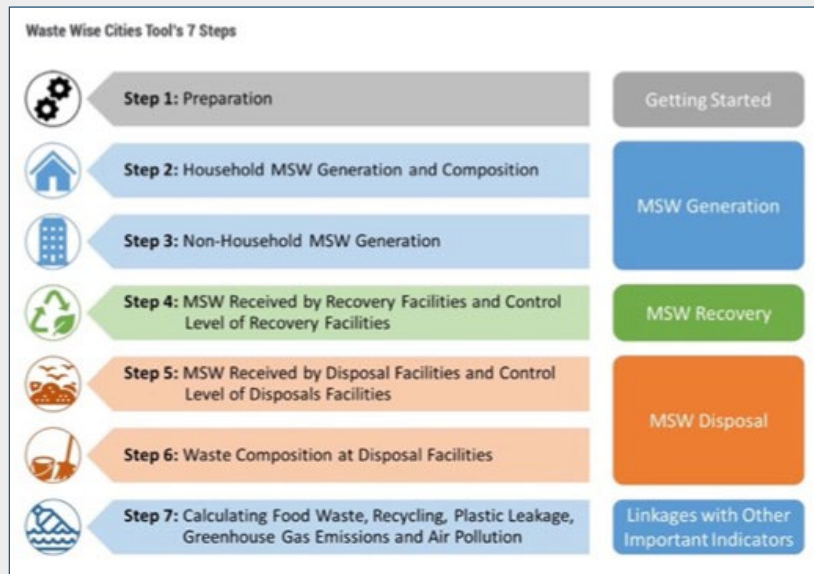 Waste Wise Cities Tool's 7 Steps
Step 1: Preparation
Getting Started
Step 2: Household MSW Generation and Composition
MSW Generation
Step 3: Non-Household MSW Generation
Step 4: MSW Received by Recovery Facilities and Control
Level of Recovery Facilities
MSW Recovery
Step 5: MSW Received by Disposal Facilities and Control
Level of Disposals Facilities
MSW Disposal
Step 6: Waste Composition at Disposal Facilities
Step 7: Calculating Food Waste, Recycling, Plastic Leakage,
Greenhouse Gas Emissions and Air Pollution
Linkages with Other
Important Indicators